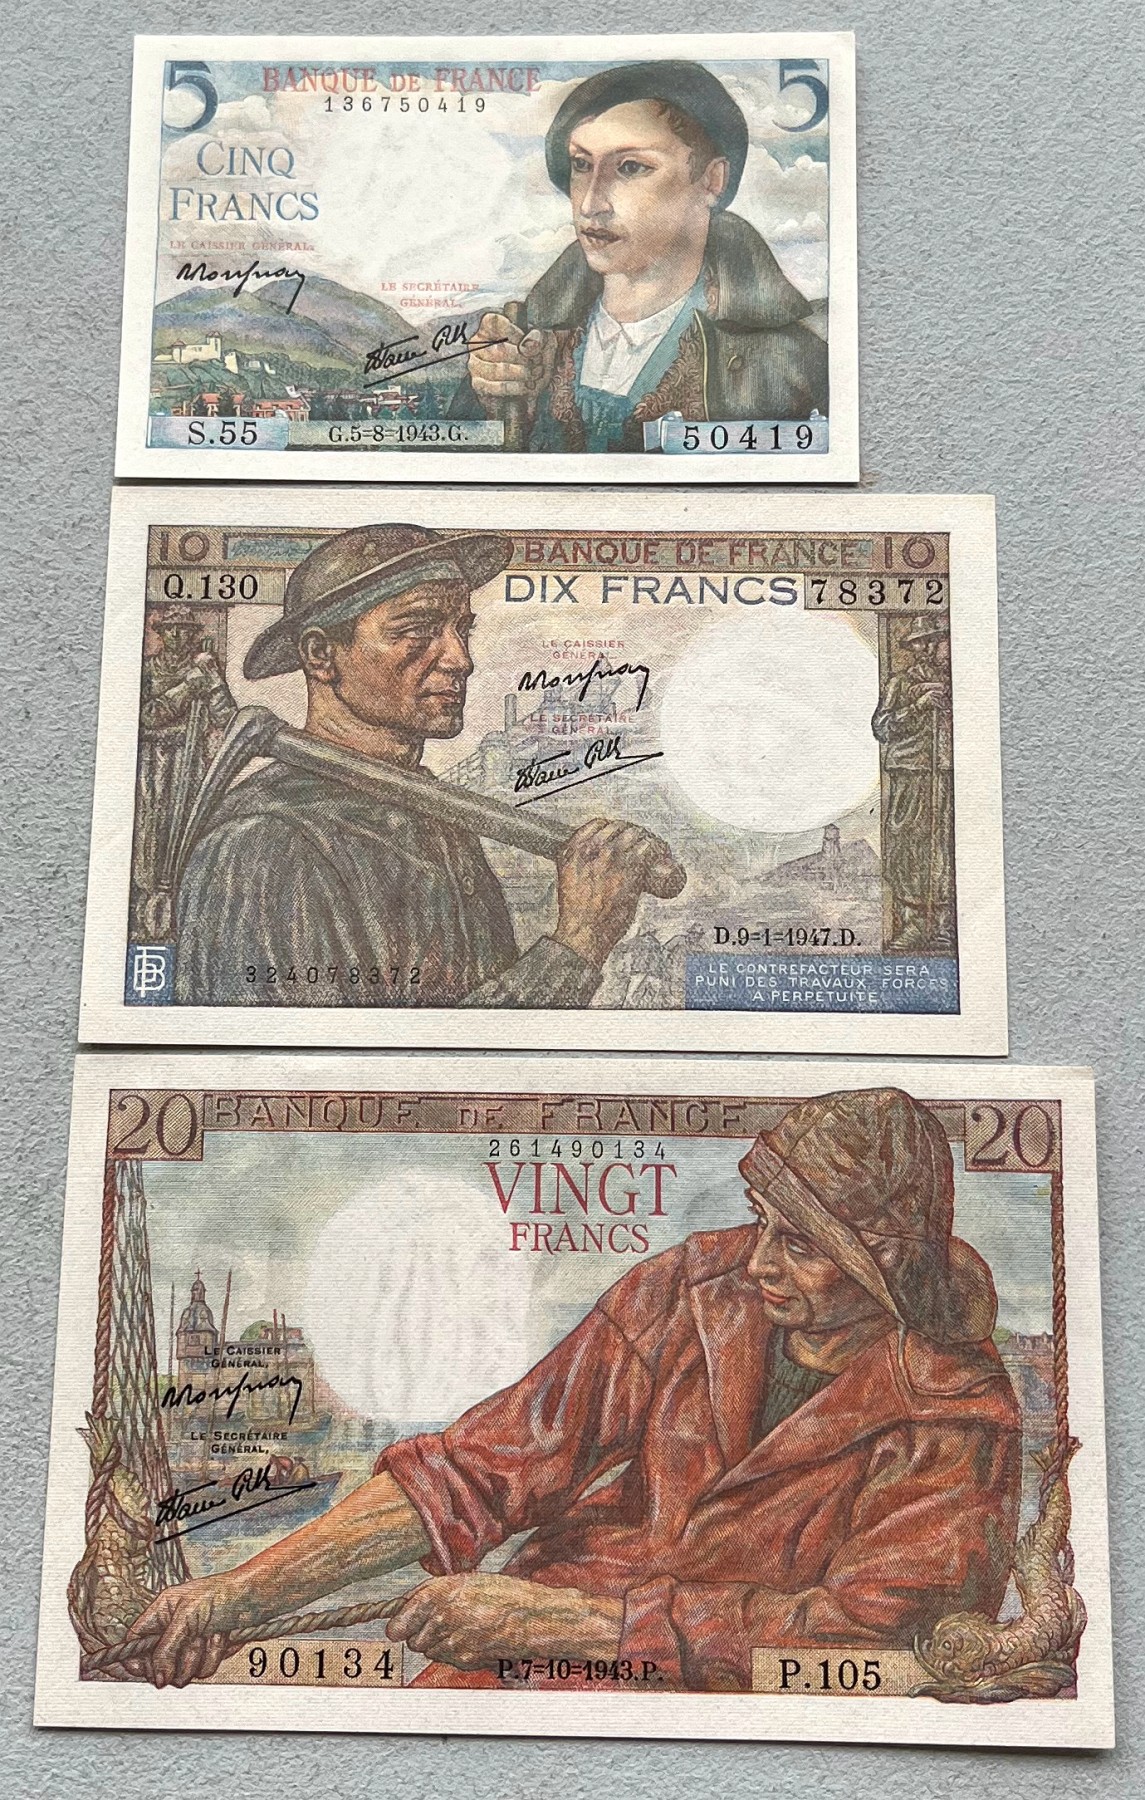 5 BANQUE DE FRANCE 5
136750419
CINQ
FRANCS
LE CAISSIER GÉNÉRAL,
LE SECRÉTAIRE
GÉNÉRAL,
S.55 G.5=8=1943.G. 50419
10 BANQUE DE FRANCE 10
Q.130 DIX FRANCS 78372
LE CAISSIER
GÉNÉRAL
LE SECRÉTAIRE
GÉNÉRAL
D.9=1=1947.D.
BF 324078372
LE CONTREFACTEUR SERA
PUNI DES TRAVAUX FORCÉS
A PERPÉTUITÉ
20 BANQUE DE FRANCE 20
261490134
VINGT
FRANCS
LE CAISSIER
GÉNÉRAL,
LE SECRÉTAIRE
GÉNÉRAL,
90134 P.7=10=1943.P. P.105